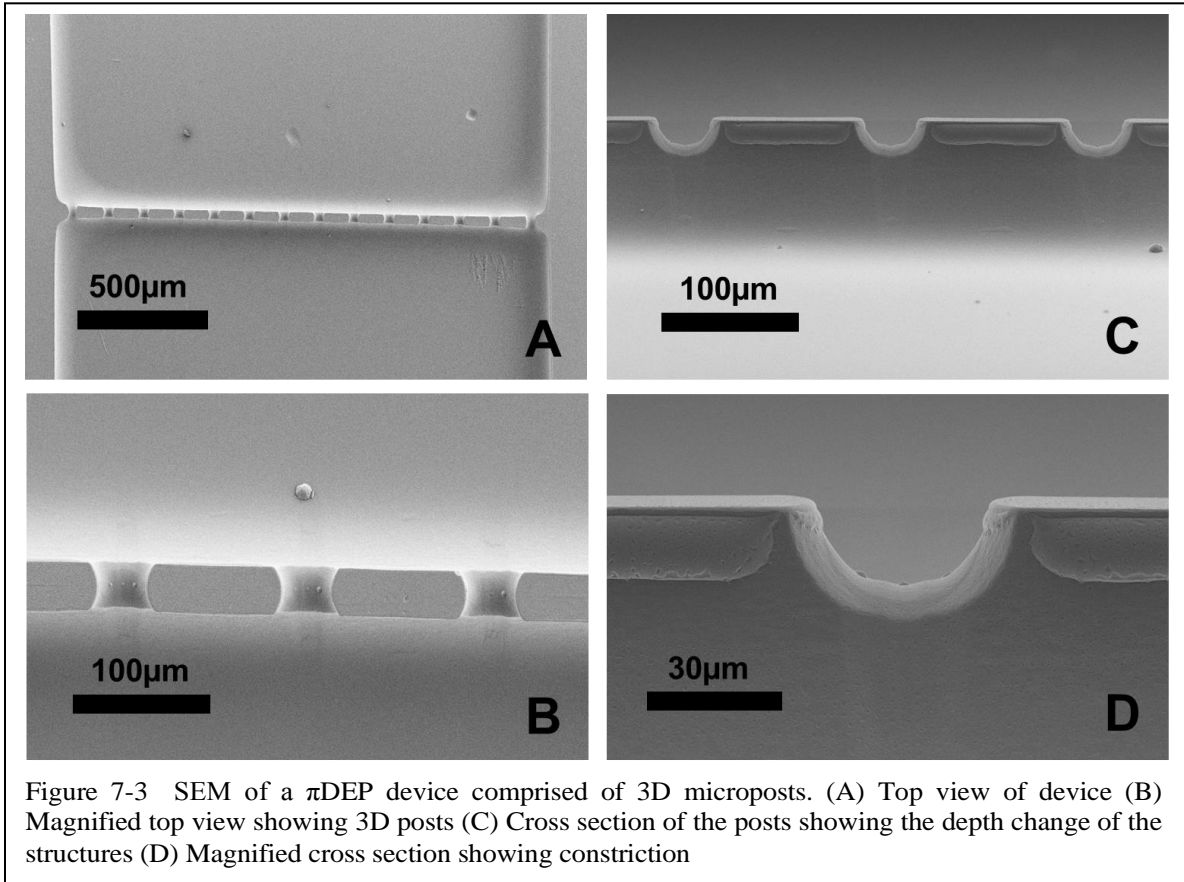 500µm
A
100µm
C
100µm
B
30µm
D
Figure 7-3 SEM of a πDEP device comprised of 3D microposts. (A) Top view of device (B)
Magnified top view showing 3D posts (C) Cross section of the posts showing the depth change of the
structures (D) Magnified cross section showing constriction